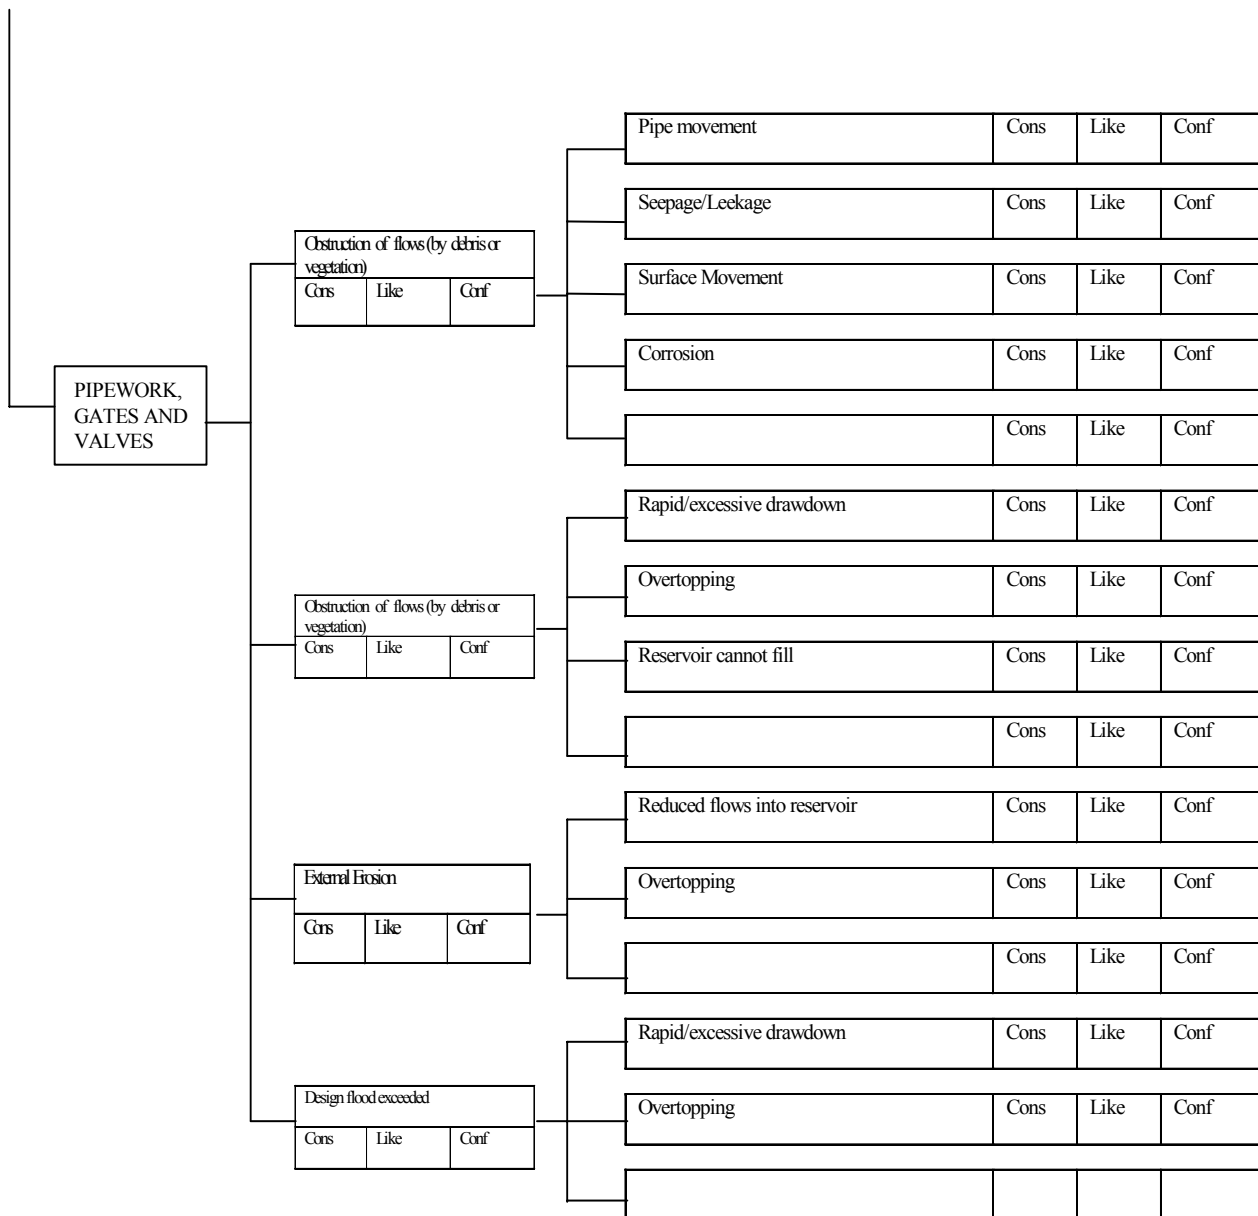 Pipe movement Cons Like Conf
Seepage/Leekage Cons Like Conf
Obstruction of flows (by debris or
vegetation)
Cons Like Conf
Surface Movement Cons Like Conf
Corrosion Cons Like Conf
PIPEWORK,
GATES AND
VALVES
Cons Like Conf
Rapid/excessive drawdown Cons Like Conf
Overtopping Cons Like Conf
Obstruction of flows (by debris or
vegetation)
Cons Like Conf
Reservoir cannot fill Cons Like Conf
Cons Like Conf
Reduced flows into reservoir Cons Like Conf
External Erosion
Cons Like Conf
Overtopping Cons Like Conf
Cons Like Conf
Rapid/excessive drawdown Cons Like Conf
Design flood exceeded
Cons Like Conf
Overtopping Cons Like Conf